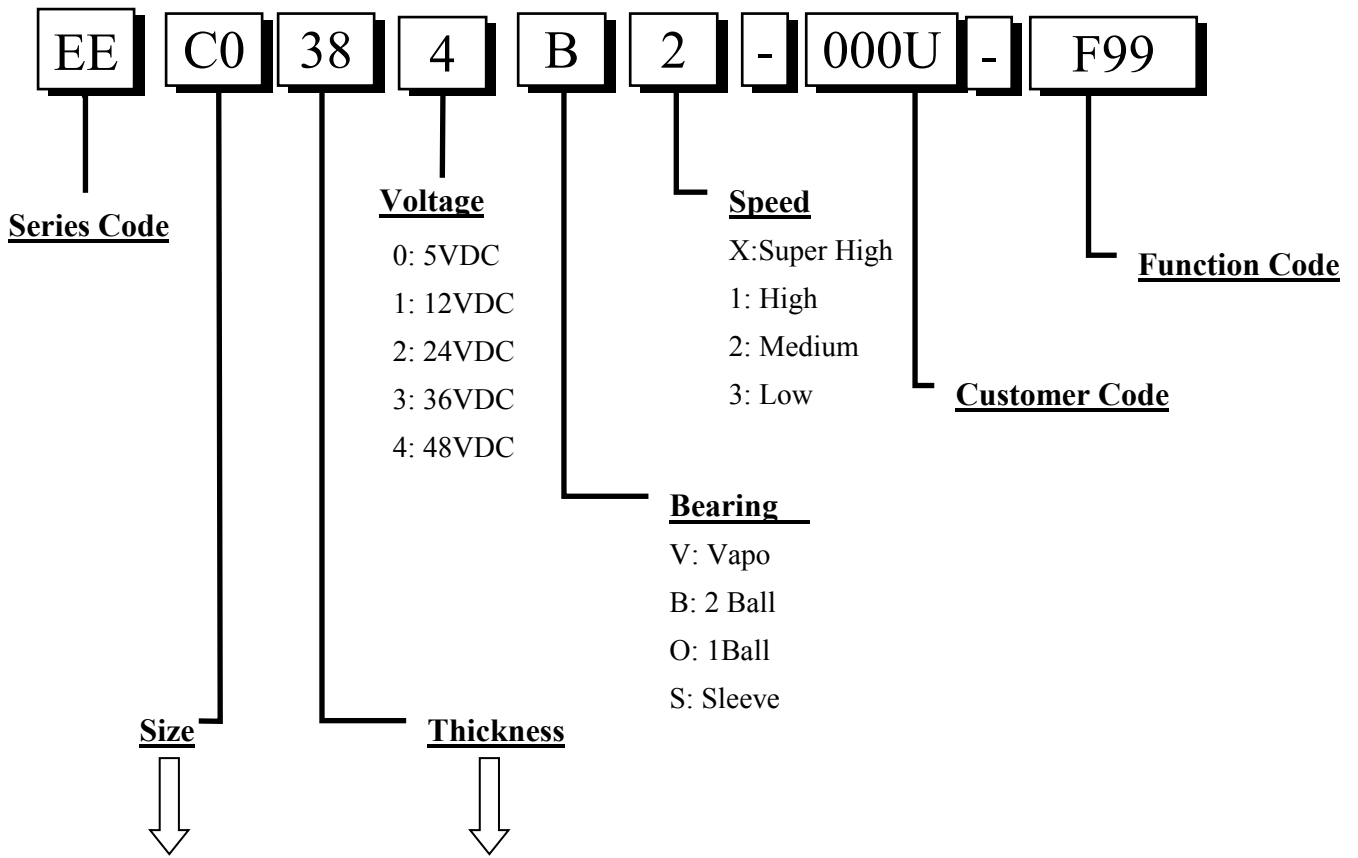 EE C0 38 4 B 2 - 000U - F99
Series Code
Voltage
0: 5VDC
1: 12VDC
2: 24VDC
3: 36VDC
4: 48VDC
Speed
X:Super High
1: High
2: Medium
3: Low
Function Code
Customer Code
Bearing
V: Vapo
B: 2 Ball
O: 1Ball
S: Sleeve
Size
Thickness